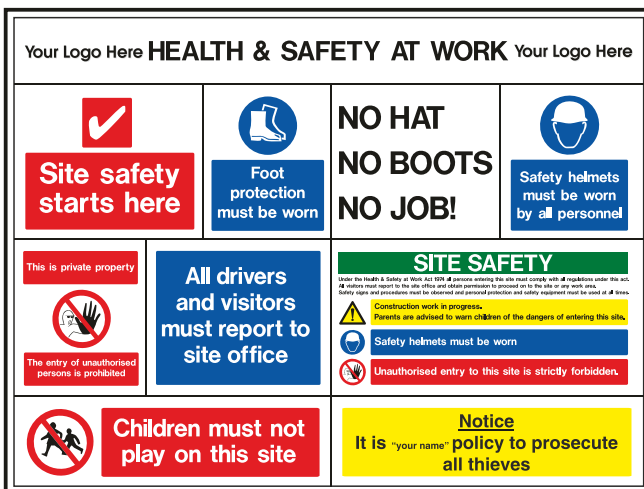 Your Logo Here HEALTH & SAFETY AT WORK Your Logo Here
Site safety
starts here
Foot
protection
must be worn
NO HAT
NO BOOTS
NO JOB!
Safety helmets
must be worn
by all personnel
This is private property
The entry of unauthorised
persons is prohibited
All drivers
and visitors
must report to
site office
SITE SAFETY
Under the Health & Safety at Work Act 1974 all persons entering this site must comply with all regulations under this act.
All visitors must report to the site office and obtain permission to proceed on to the site or any work area.
Safety signs and procedures must be observed and personal protection and safety equipment must be used at all times.
Construction work in progress.
Parents are advised to warn children of the dangers of entering this site.
Safety helmets must be worn
Unauthorised entry to this site is strictly forbidden.
Children must not
play on this site
Notice
It is "your name" policy to prosecute
all thieves